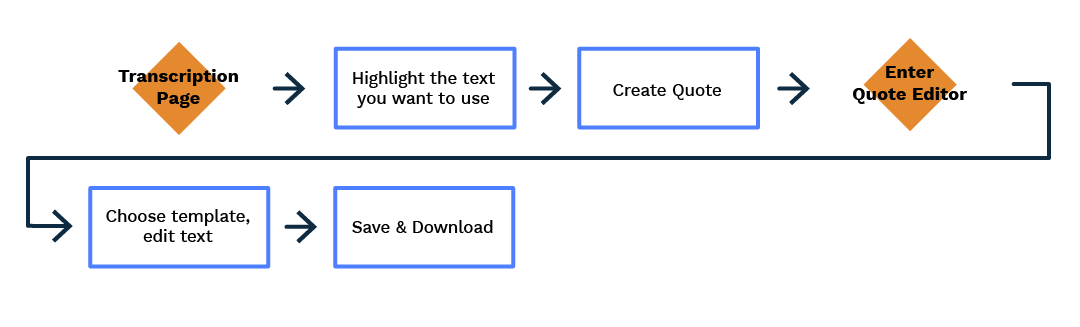 Transcription
Page
Highlight the text
you want to use
Create Quote
Enter
Quote Editor
Choose template,
edit text
Save & Download